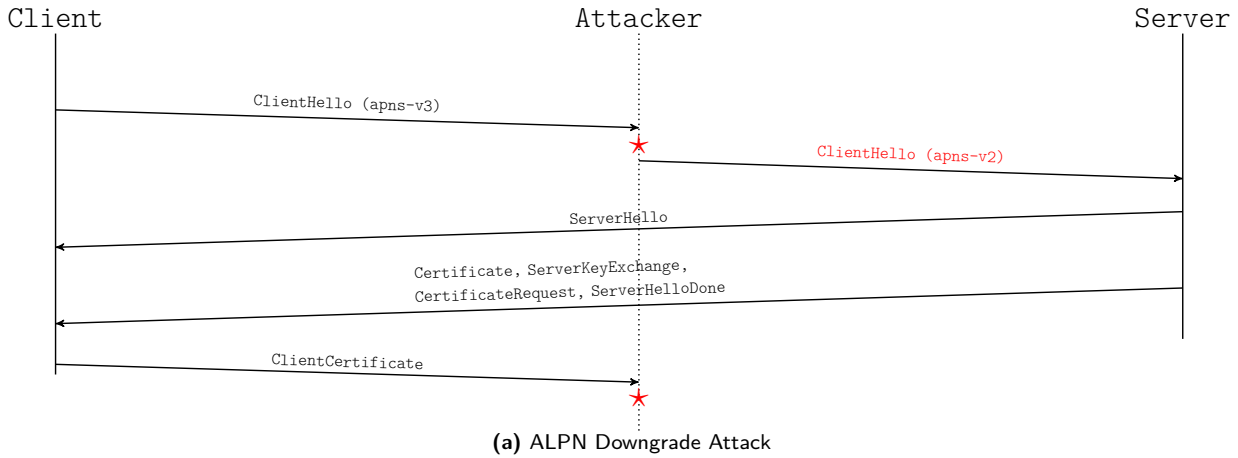 Client Attacker Server
ClientHello (apns-v3)
ClientHello (apns-v2)
ServerHello
Certificate, ServerKeyExchange,
CertificateRequest, ServerHelloDone
ClientCertificate
(a) ALPN Downgrade Attack